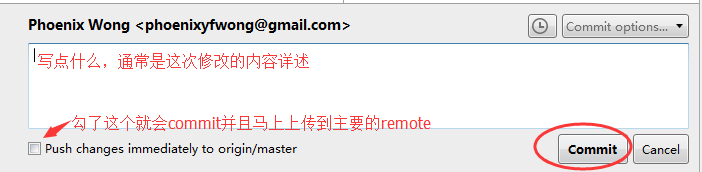 Phoenix Wong <phoenixyfwong@gmail.com>
Commit options...
写点什么，通常是这次修改的内容详述
勾了这个就会commit并且马上上传到主要的remote
Push changes immediately to origin/master
Commit
Cancel